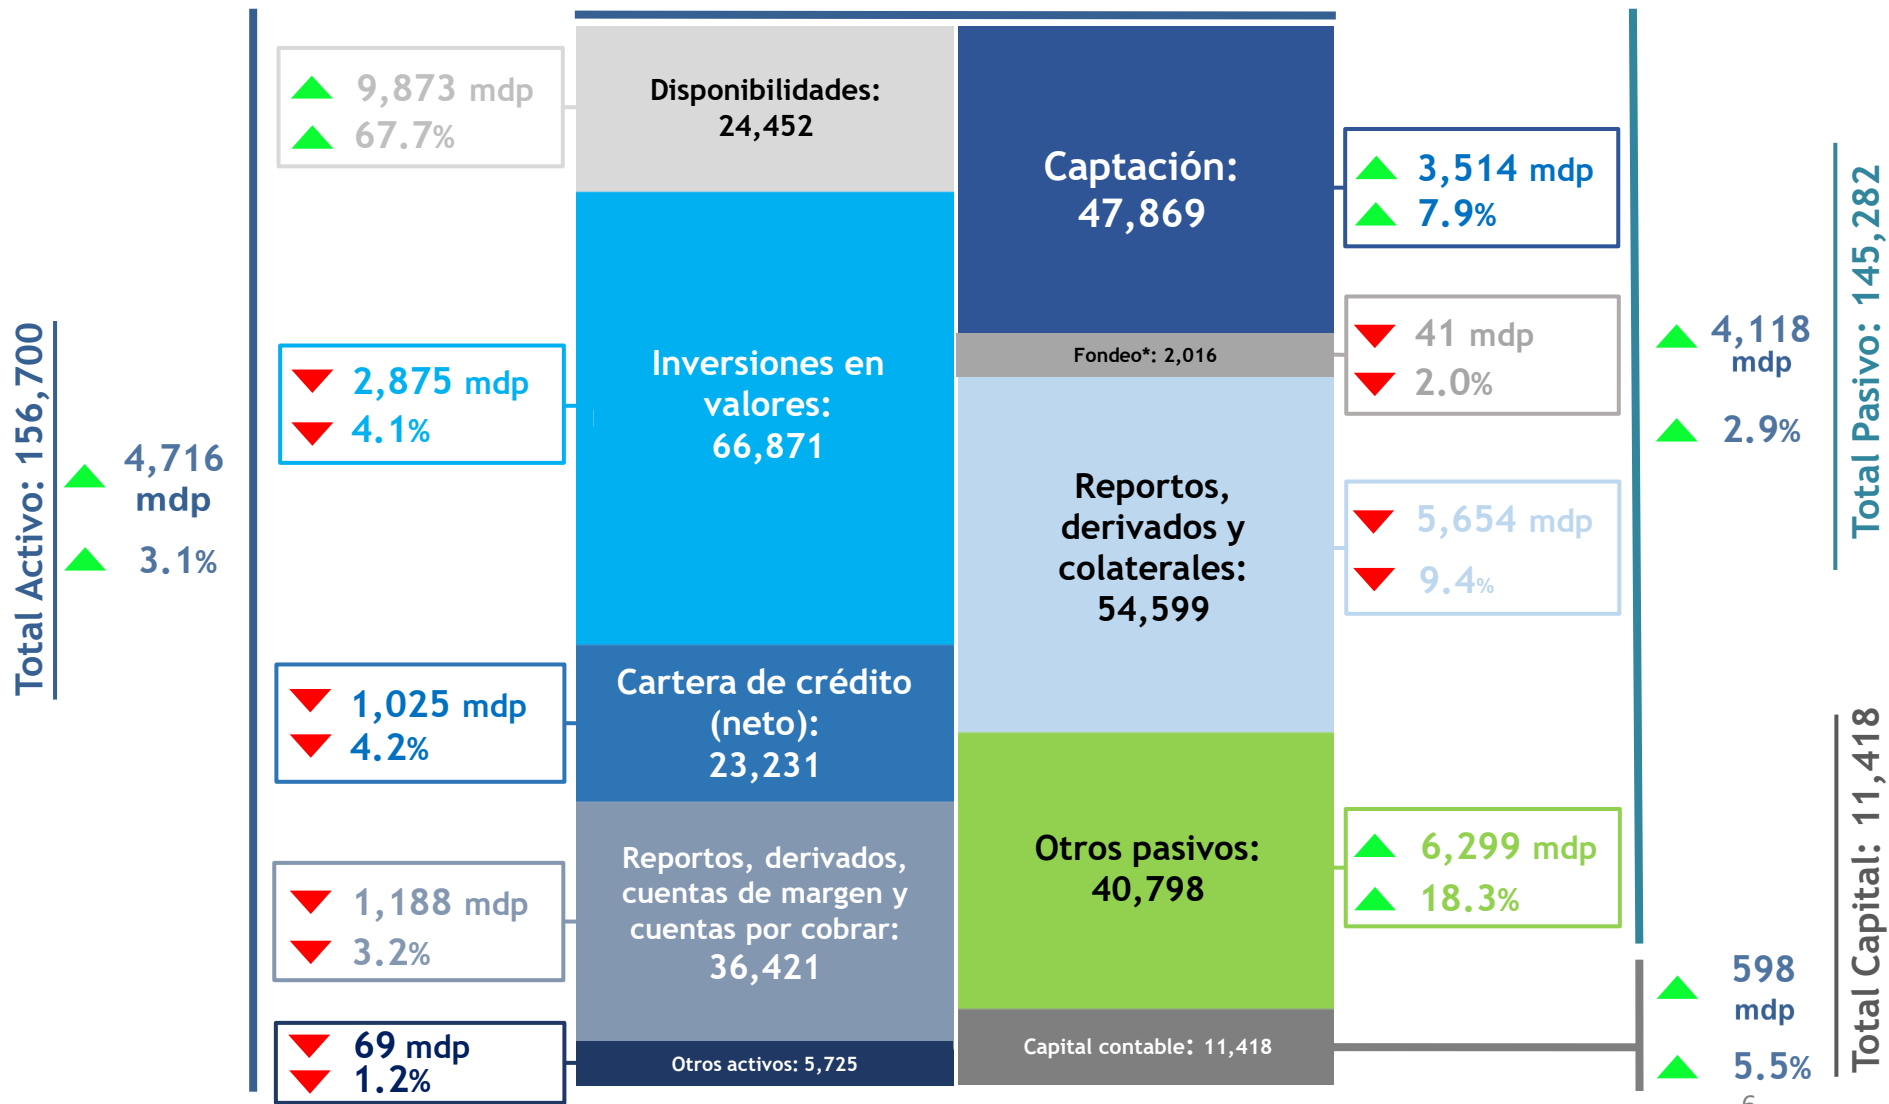 Total Activo: 156,700
4,716
mdp
3.1%
9,873 mdp
67.7%
2,875 mdp
4.1%
1,025 mdp
4.2%
1,188 mdp
3.2%
69 mdp
1.2%
Disponibilidades:
24,452
Inversiones en
valores:
66,871
Cartera de crédito
(neto):
23,231
Reportos, derivados,
cuentas de margen y
cuentas por cobrar:
36,421
Otros activos: 5,725
Captación:
47,869
Fondeo*: 2,016
Reportos,
derivados y
colaterales:
54,599
Otros pasivos:
40,798
Capital contable: 11,418
3,514 mdp
7.9%
41 mdp
2.0%
5,654 mdp
9.4%
6,299 mdp
18.3%
4,118
mdp
2.9%
Total Pasivo: 145,282
598
mdp
5.5%
Total Capital: 11,418